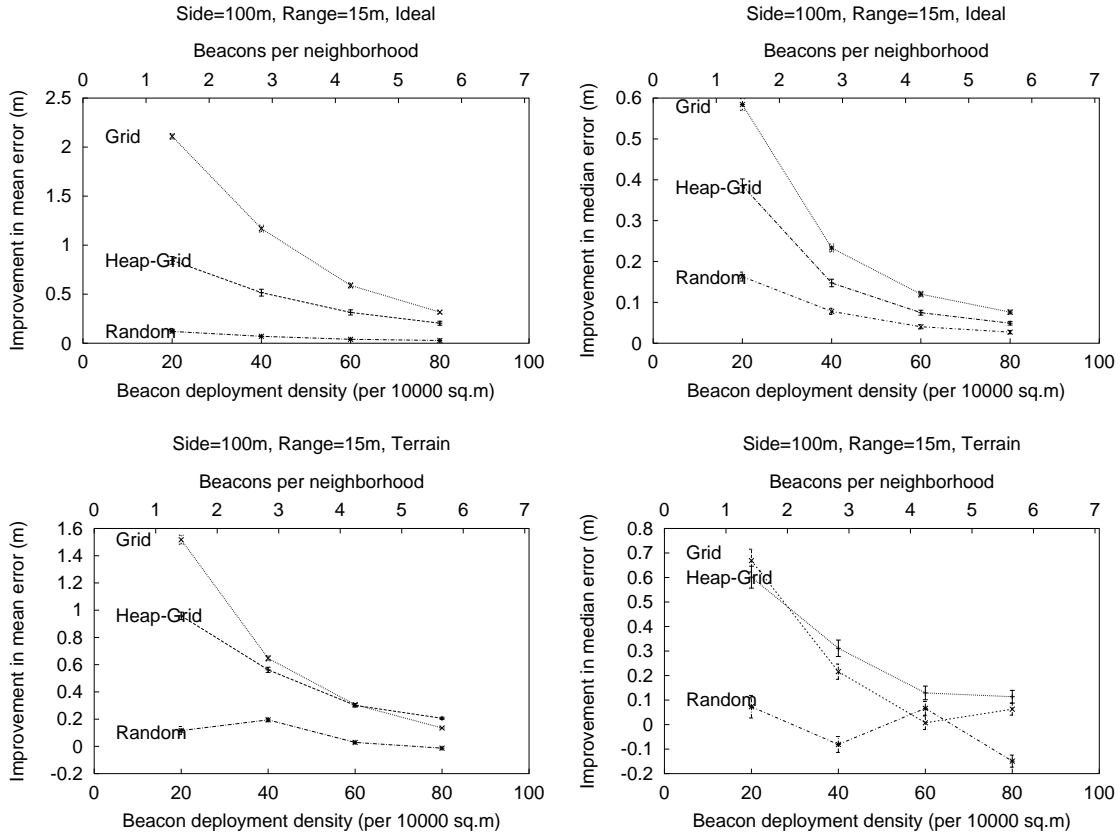 Side=100m, Range=15m, Ideal
Beacons per neighborhood
0 1 2 3 4 5 6 7
2.5
2
1.5
1
0.5
0
Improvement in mean error (m)
Grid
Heap-Grid
Random
0 20 40 60 80 100
Beacon deployment density (per 10000 sq.m)
Side=100m, Range=15m, Ideal
Beacons per neighborhood
0 1 2 3 4 5 6 7
0.6
0.5
0.4
0.3
0.2
0.1
0
Improvement in median error (m)
Grid
Heap-Grid
Random
0 20 40 60 80 100
Beacon deployment density (per 10000 sq.m)
Side=100m, Range=15m, Terrain
Beacons per neighborhood
0 1 2 3 4 5 6 7
1.6
1.4
1.2
1
0.8
0.6
0.4
0.2
0
-0.2
Improvement in mean error (m)
Grid
Heap-Grid
Random
0 20 40 60 80 100
Beacon deployment density (per 10000 sq.m)
Side=100m, Range=15m, Terrain
Beacons per neighborhood
0 1 2 3 4 5 6 7
0.8
0.7
0.6
0.5
0.4
0.3
0.2
0.1
0
-0.1
-0.2
Improvement in median error (m)
Grid
Heap-Grid
Random
0 20 40 60 80 100
Beacon deployment density (per 10000 sq.m)